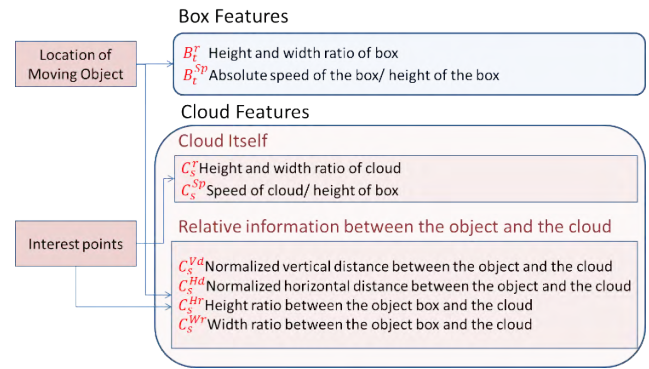 Box Features
Location of
Moving Object
B_t^r Height and width ratio of box
B_t^Sp Absolute speed of the box/ height of the box
Cloud Features
Cloud Itself
C_s^r Height and width ratio of cloud
C_s^Sp Speed of cloud/ height of box
Relative information between the object and the cloud
Interest points
C_s^Vd Normalized vertical distance between the object and the cloud
C_s^Hd Normalized horizontal distance between the object and the cloud
C_s^Hr Height ratio between the object box and the cloud
C_s^Wr Width ratio between the object box and the cloud